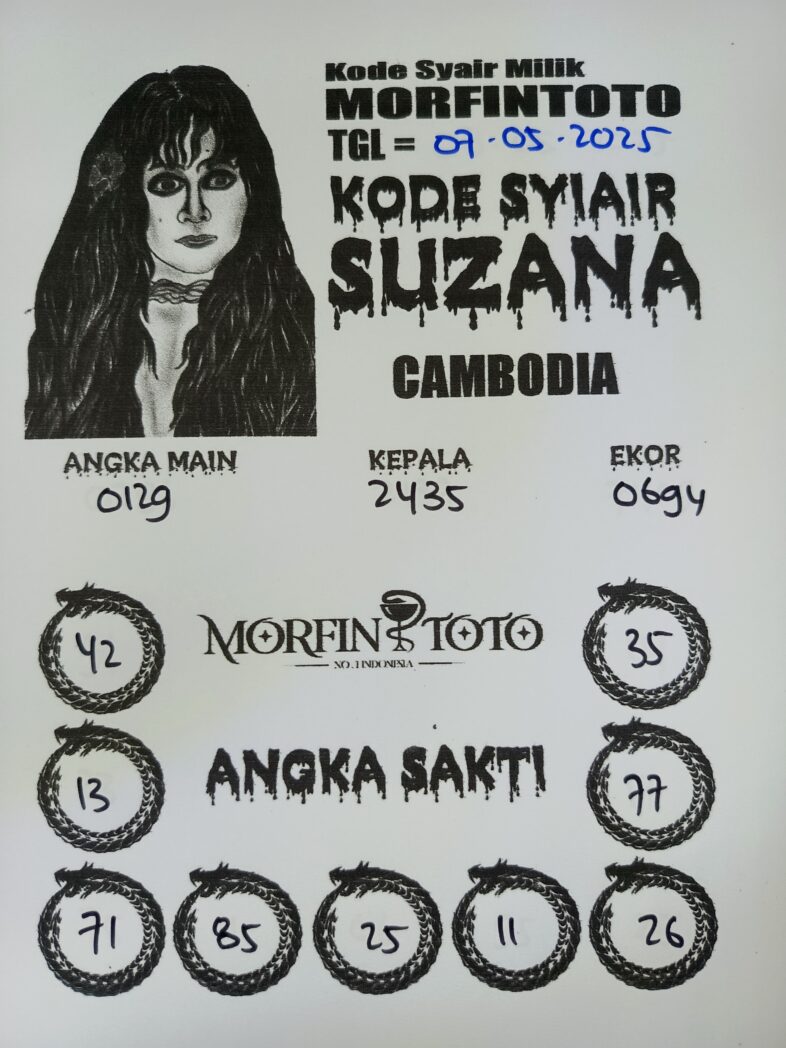 Kode Syair Milik
MORFINTOTO
TGL = 07-05-2025
KODE SYIAIR
SUZANA
CAMBODIA
ANGKA MAIN KEPALA EKOR
0129 2435 0694
42 MORFIN TOTO 35
NO.1 INDONESIA
13 ANGKA SAKTI 77
71 85 25 11 26